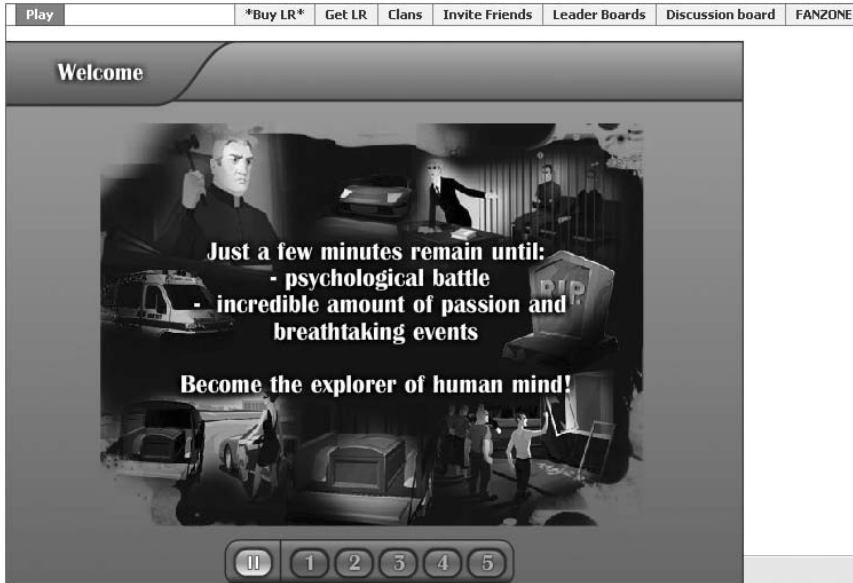 Play *Buy LR* Get LR Clans Invite Friends Leader Boards Discussion board FANZONE
Welcome
Just a few minutes remain until:
- psychological battle
- incredible amount of passion and
breathtaking events
R.I.P.
Become the explorer of human mind!
1 2 3 4 5